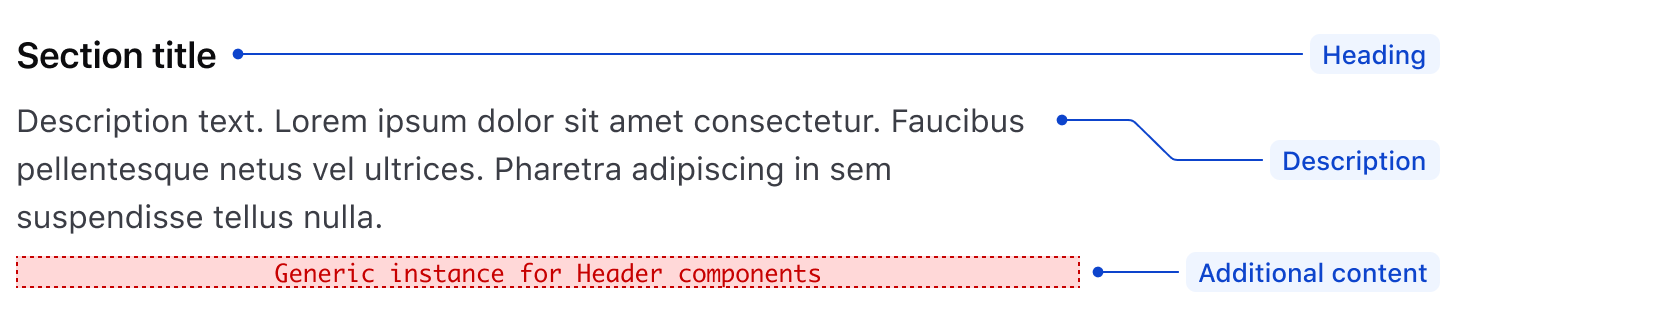 Section title
Heading
Description text. Lorem ipsum dolor sit amet consectetur. Faucibus
pellentesque netus vel ultrices. Pharetra adipiscing in sem
suspendisse tellus nulla.
Description
Generic instance for Header components
Additional content